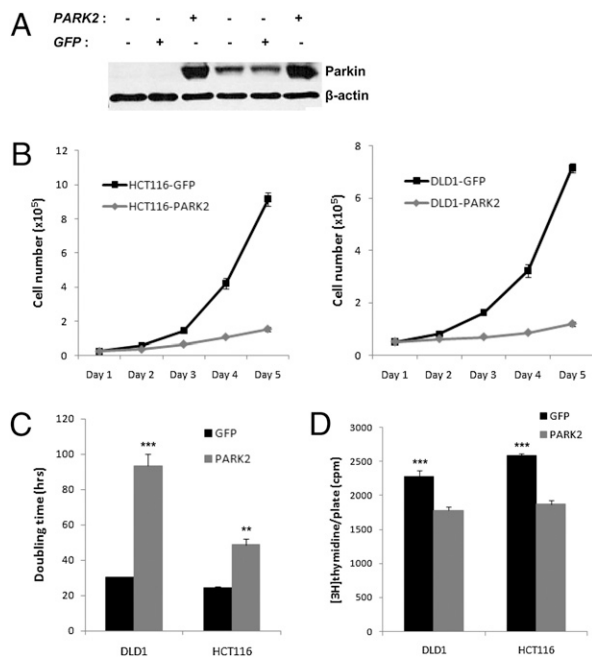 A
PARK2 : - - + - - +
GFP : - + - - + -
Parkin
β-actin
B
Cell number (x10⁵)
12
10
8
6
4
2
0
HCT116-GFP
HCT116-PARK2
Day 1 Day 2 Day 3 Day 4 Day 5
Cell number (x10⁵)
8
6
4
2
0
DLD1-GFP
DLD1-PARK2
Day 1 Day 2 Day 3 Day 4 Day 5
C
Doubling time (hrs)
120
100
80
60
40
20
0
GFP
PARK2
***
**
DLD1 HCT116
D
[3H]thymidine/plate (cpm)
3000
2500
2000
1500
1000
500
0
GFP
PARK2
***
***
DLD1 HCT116